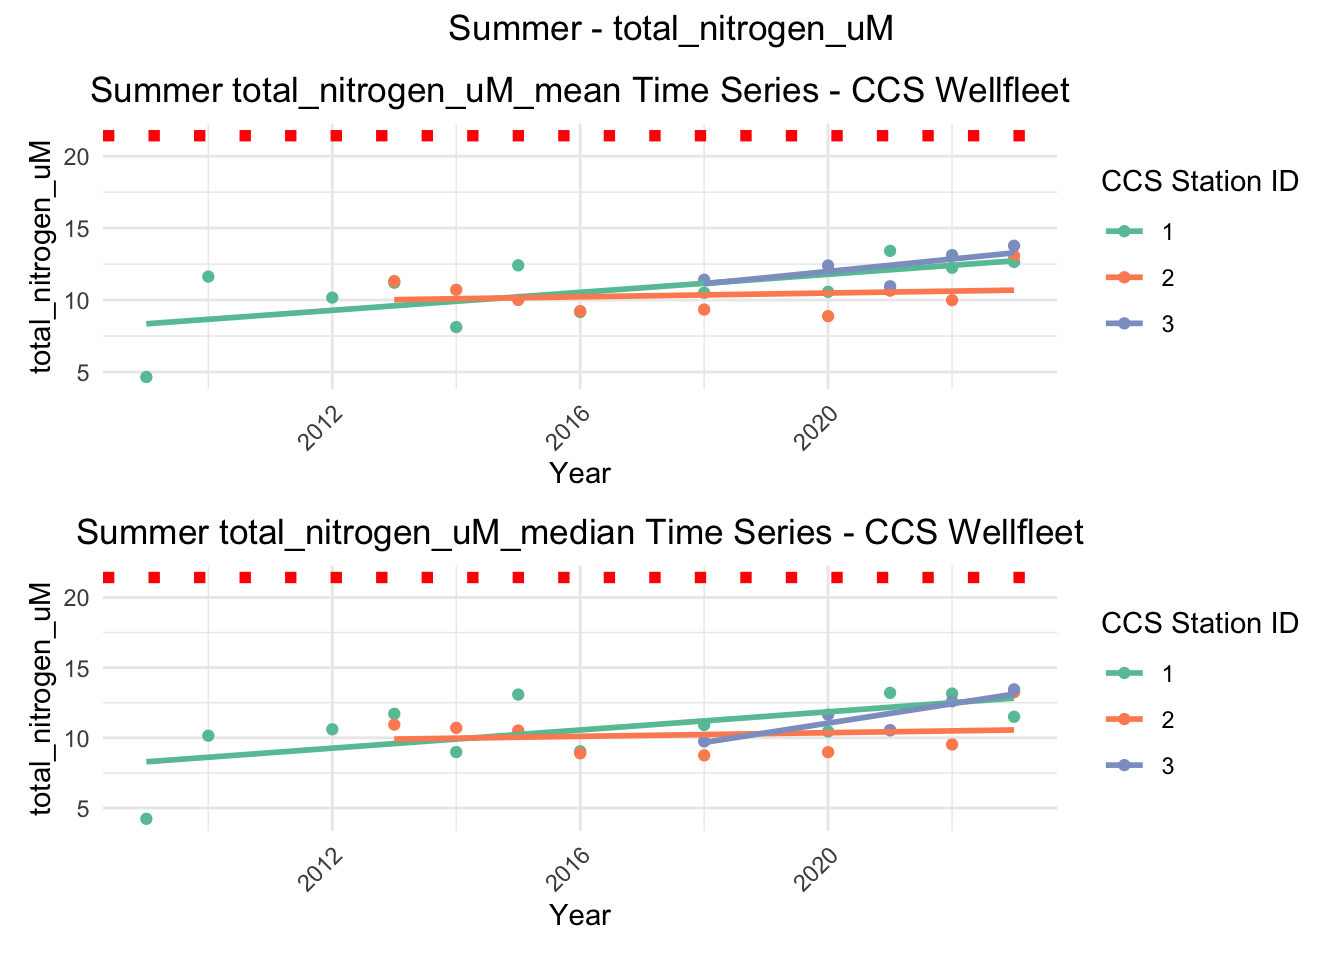 Summer - total_nitrogen_uM
Summer total_nitrogen_uM_mean Time Series - CCS Wellfleet
total_nitrogen_uM
20
15
10
5
2012
2016
2020
Year
CCS Station ID
1
2
3
Summer total_nitrogen_uM_median Time Series - CCS Wellfleet
total_nitrogen_uM
20
15
10
5
2012
2016
2020
Year
CCS Station ID
1
2
3